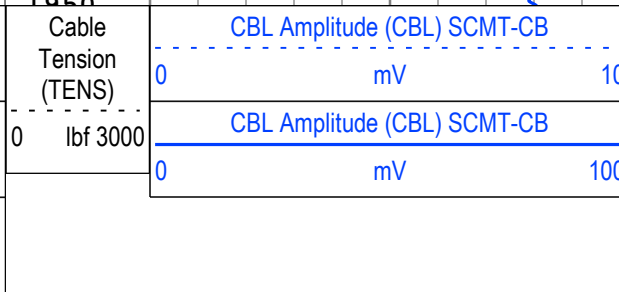 Cable
Tension
(TENS)
0 lbf 3000
CBL Amplitude (CBL) SCMT-CB
0 mV 10
CBL Amplitude (CBL) SCMT-CB
0 mV 100